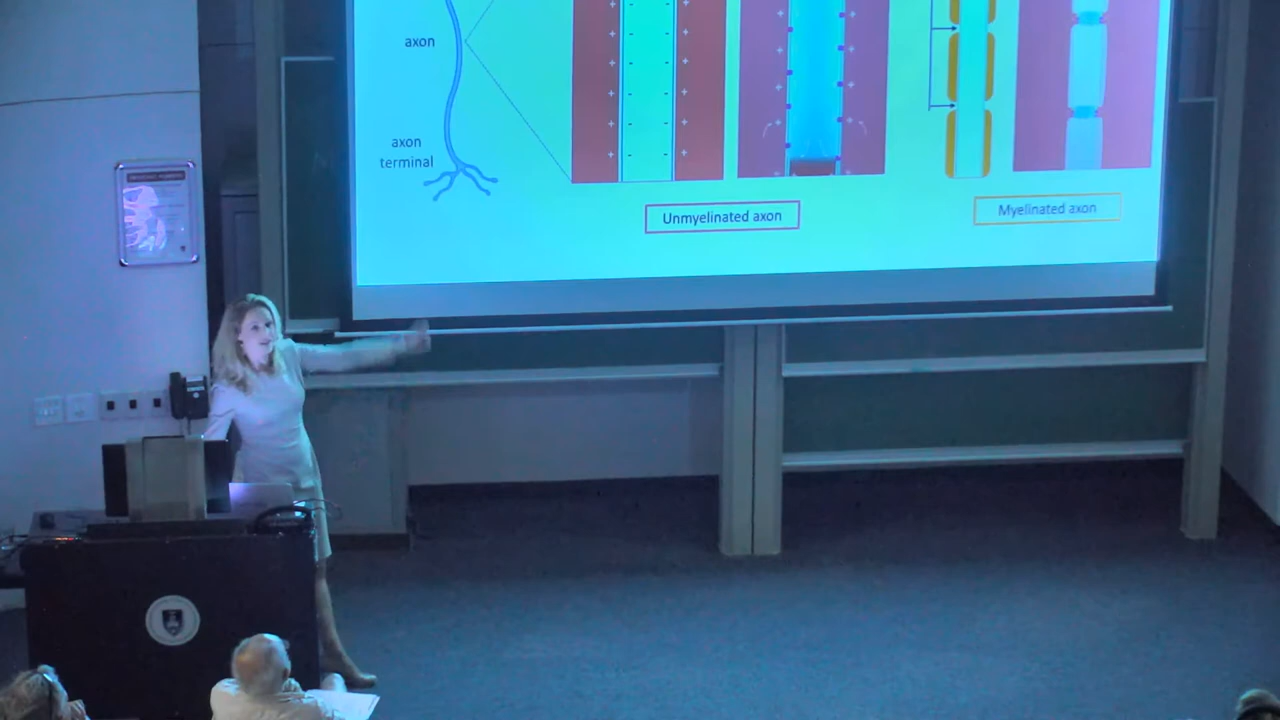 axon
axon
terminal
Unmyelinated axon
Myelinated axon